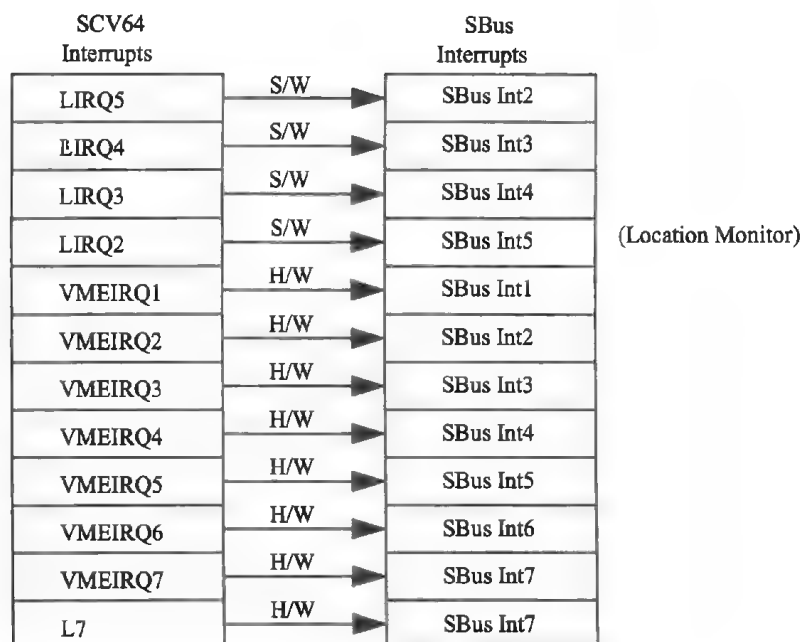 SCV64 Interrupts SBus Interrupts
LIRQ5 S/W SBus Int2
LIRQ4 S/W SBus Int3
LIRQ3 S/W SBus Int4
LIRQ2 S/W SBus Int5 (Location Monitor)
VMEIRQ1 H/W SBus Int1
VMEIRQ2 H/W SBus Int2
VMEIRQ3 H/W SBus Int3
VMEIRQ4 H/W SBus Int4
VMEIRQ5 H/W SBus Int5
VMEIRQ6 H/W SBus Int6
VMEIRQ7 H/W SBus Int7
L7 H/W SBus Int7